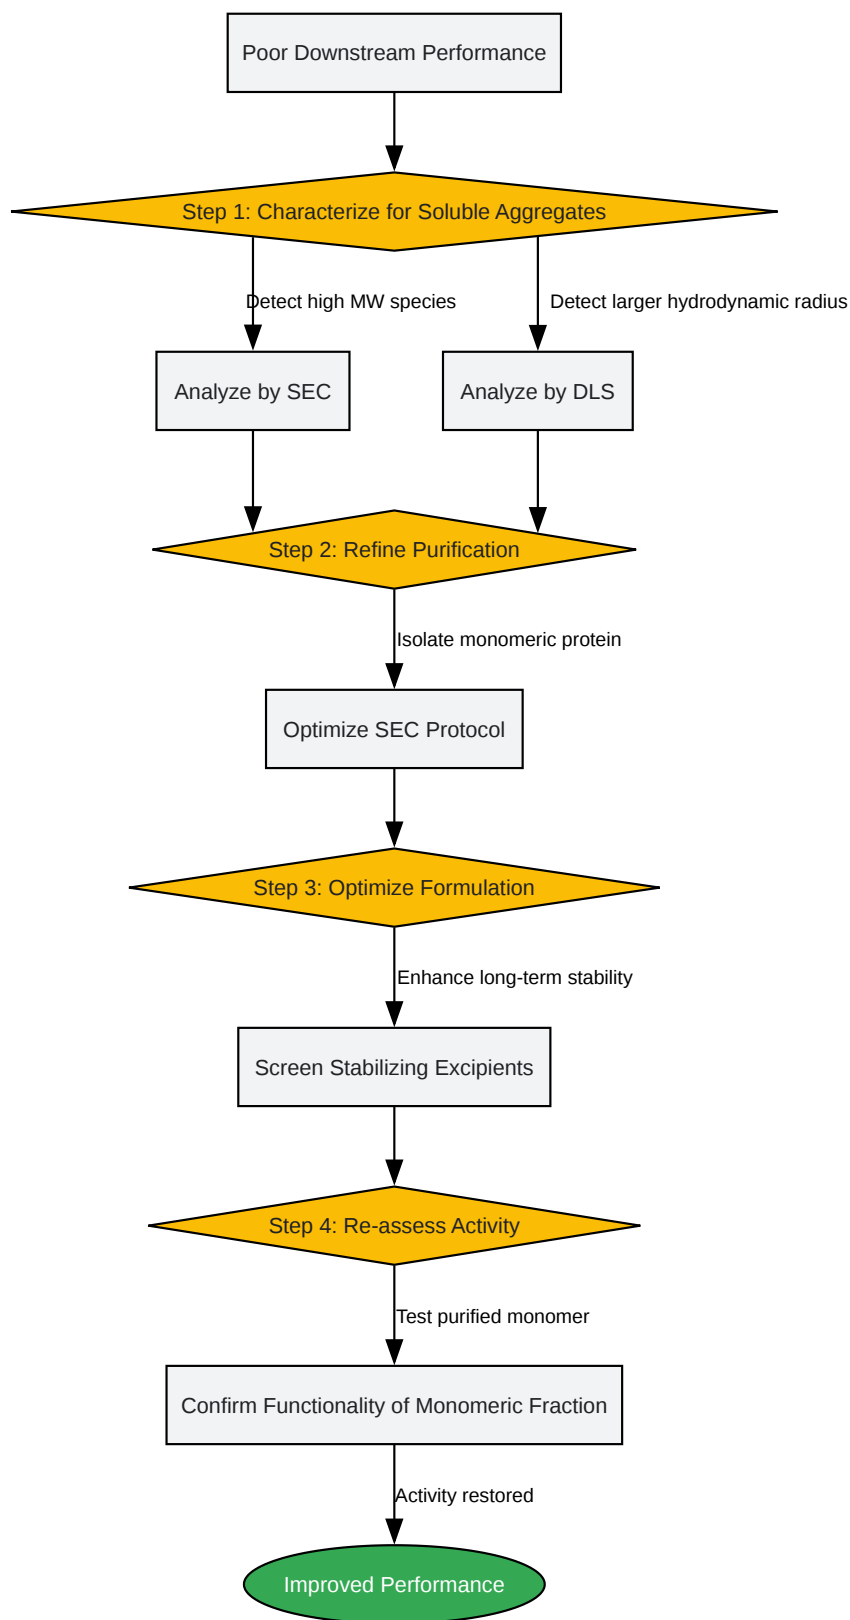 Poor Downstream Performance
Step 1: Characterize for Soluble Aggregates
Detect high MW species
Detect larger hydrodynamic radius
Analyze by SEC
Analyze by DLS
Step 2: Refine Purification
Isolate monomeric protein
Optimize SEC Protocol
Step 3: Optimize Formulation
Enhance long-term stability
Screen Stabilizing Excipients
Step 4: Re-assess Activity
Test purified monomer
Confirm Functionality of Monomeric Fraction
Activity restored
Improved Performance